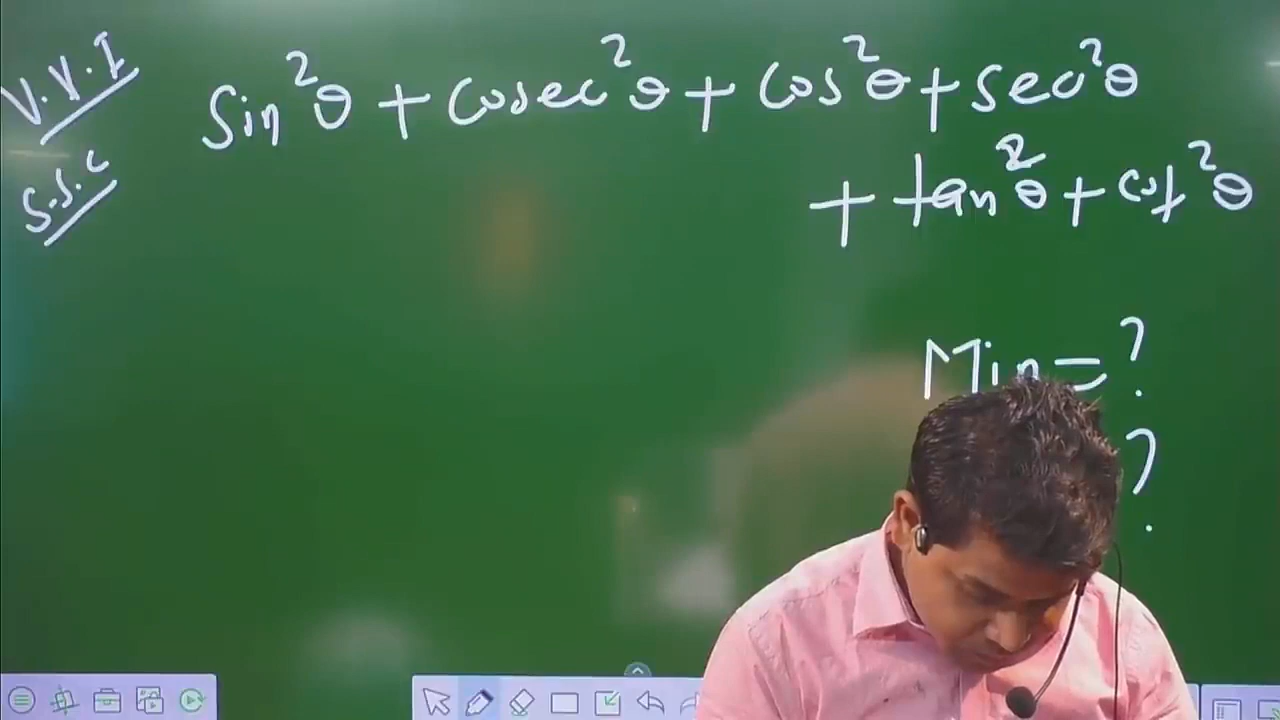 V.V.I
S.S.C
Sin²θ + Cosec²θ + Cos²θ + Sec²θ
+ tan²θ + cot²θ
Min = ?
?